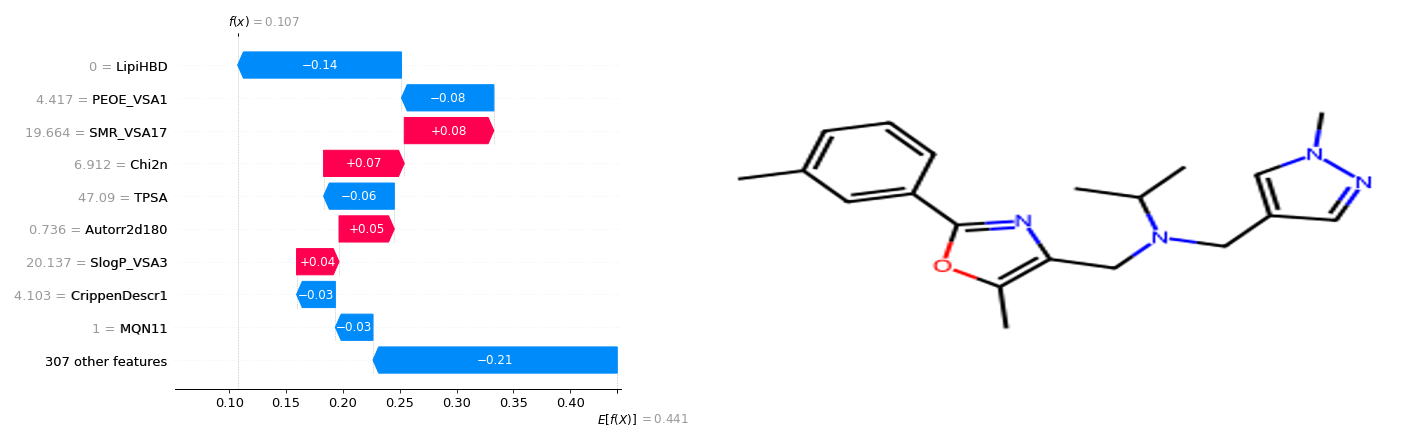 f(x) = 0.107
0 = LipiHBD
−0.14
4.417 = PEOE_VSA1
−0.08
19.664 = SMR_VSA17
+0.08
6.912 = Chi2n
+0.07
47.09 = TPSA
−0.06
0.736 = Autorr2d180
+0.05
20.137 = SlogP_VSA3
+0.04
4.103 = CrippenDescr1
−0.03
1 = MQN11
−0.03
307 other features
−0.21
0.10 0.15 0.20 0.25 0.30 0.35 0.40
E[f(X)] = 0.441
N
N
N
N
O